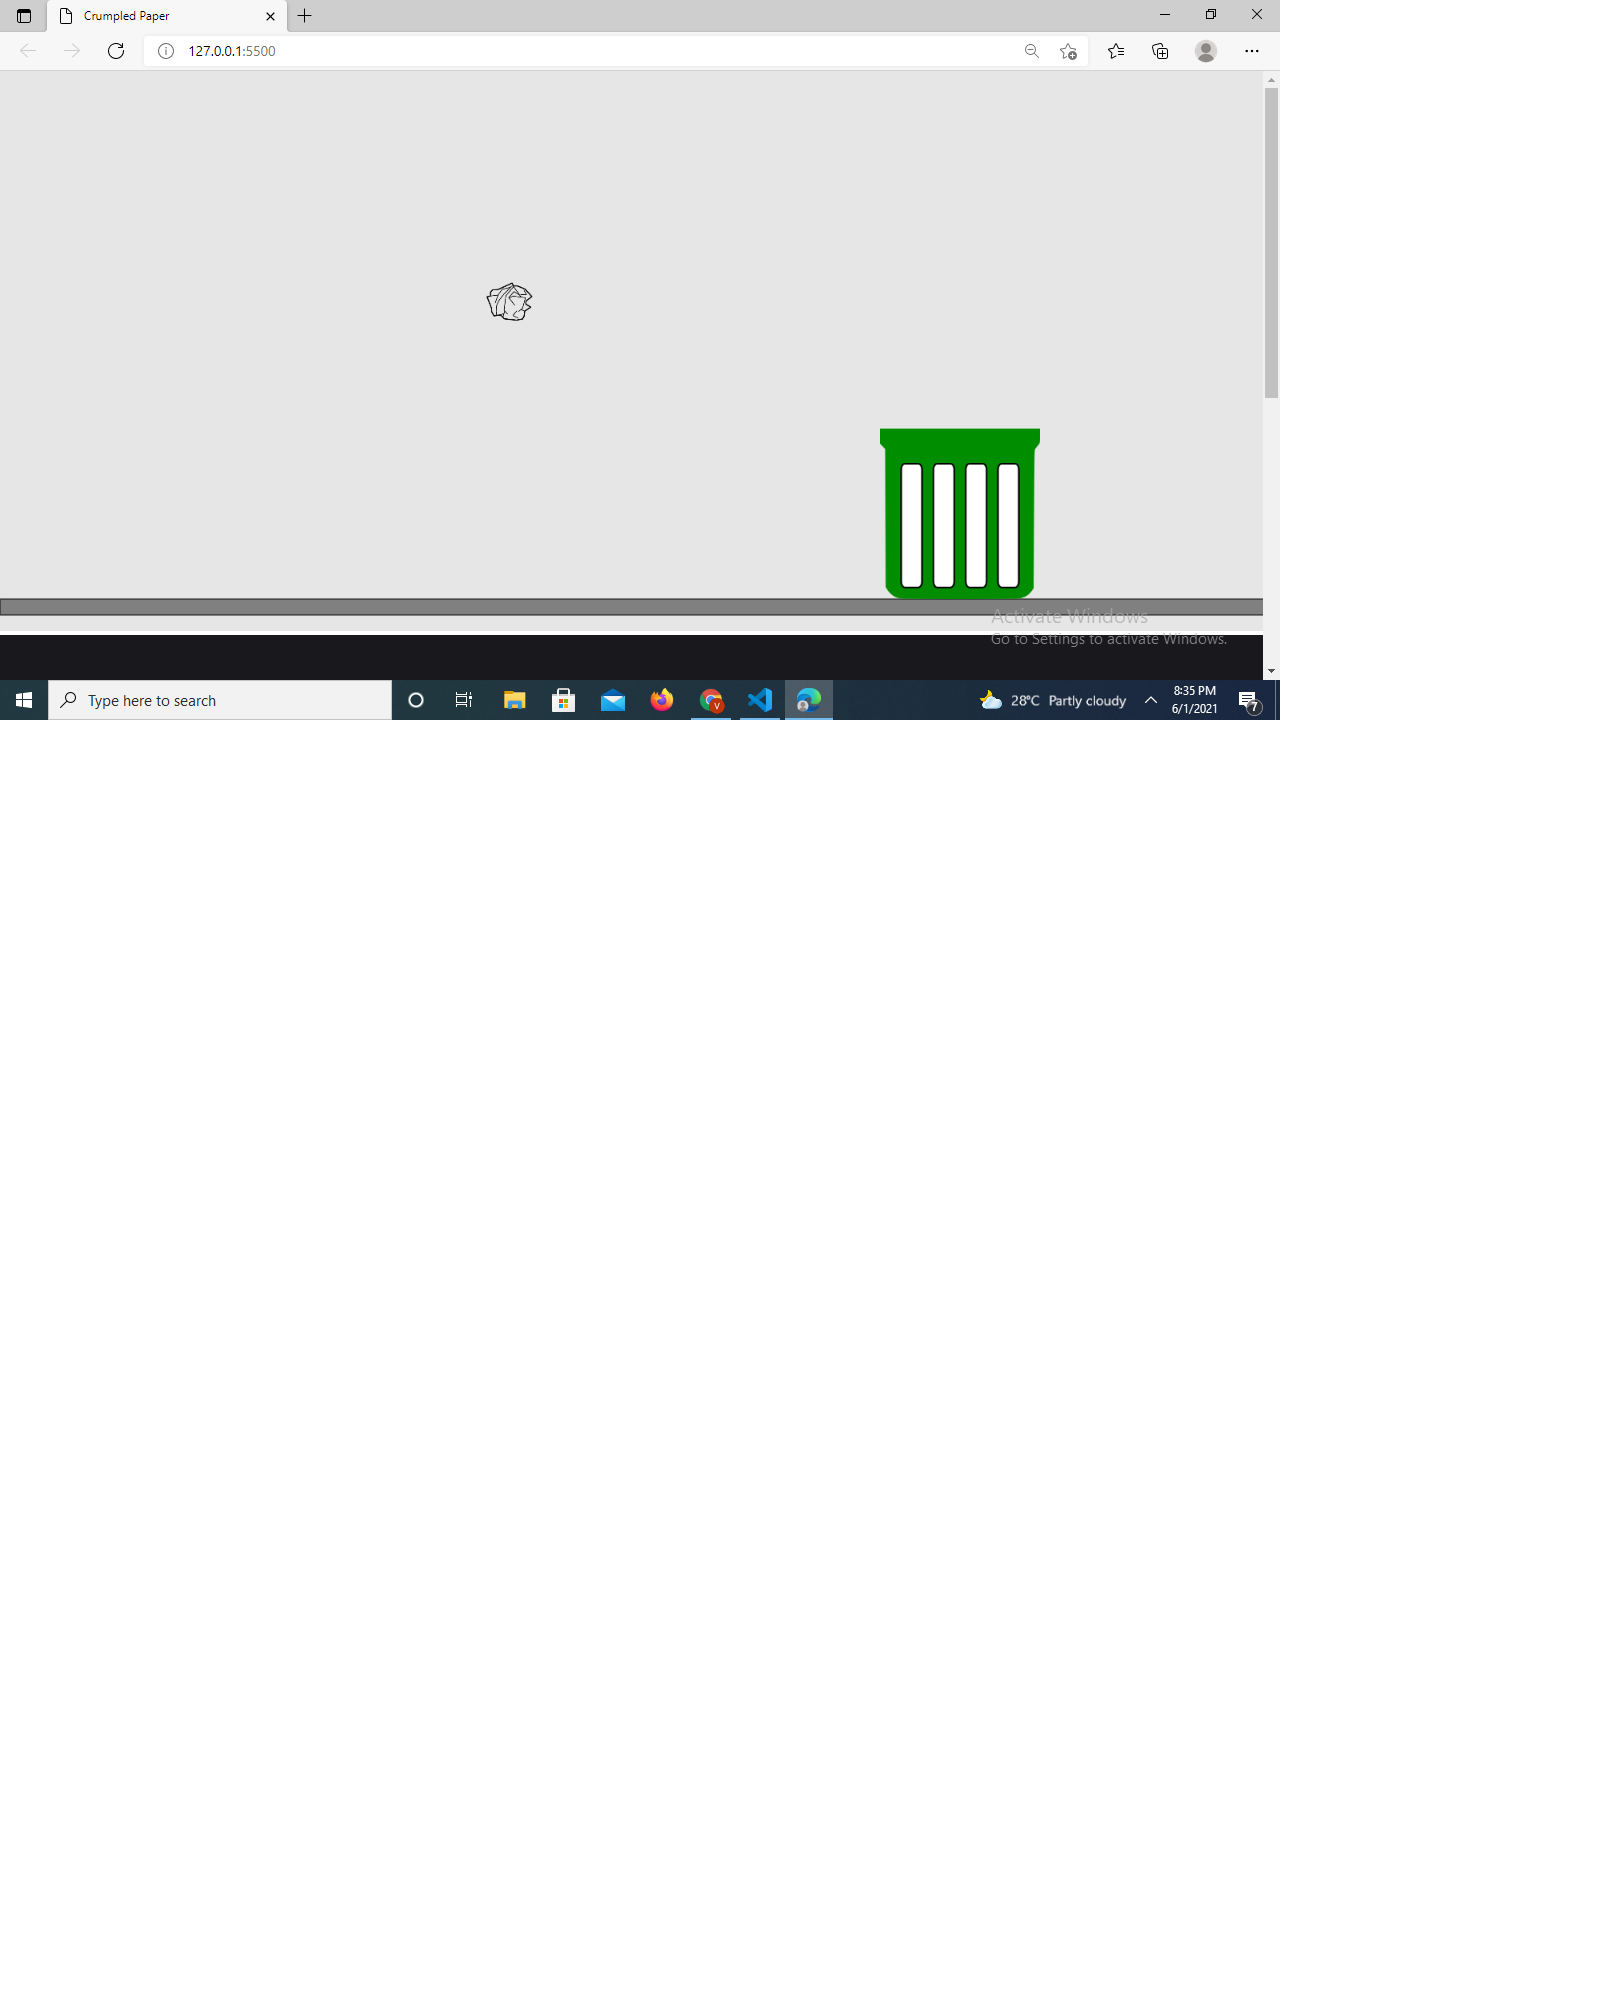 Crumpled Paper
127.0.0.1:5500
Activate Windows
Go to Settings to activate Windows.
Type here to search
V
28°C Partly cloudy
8:35 PM
6/1/2021
7